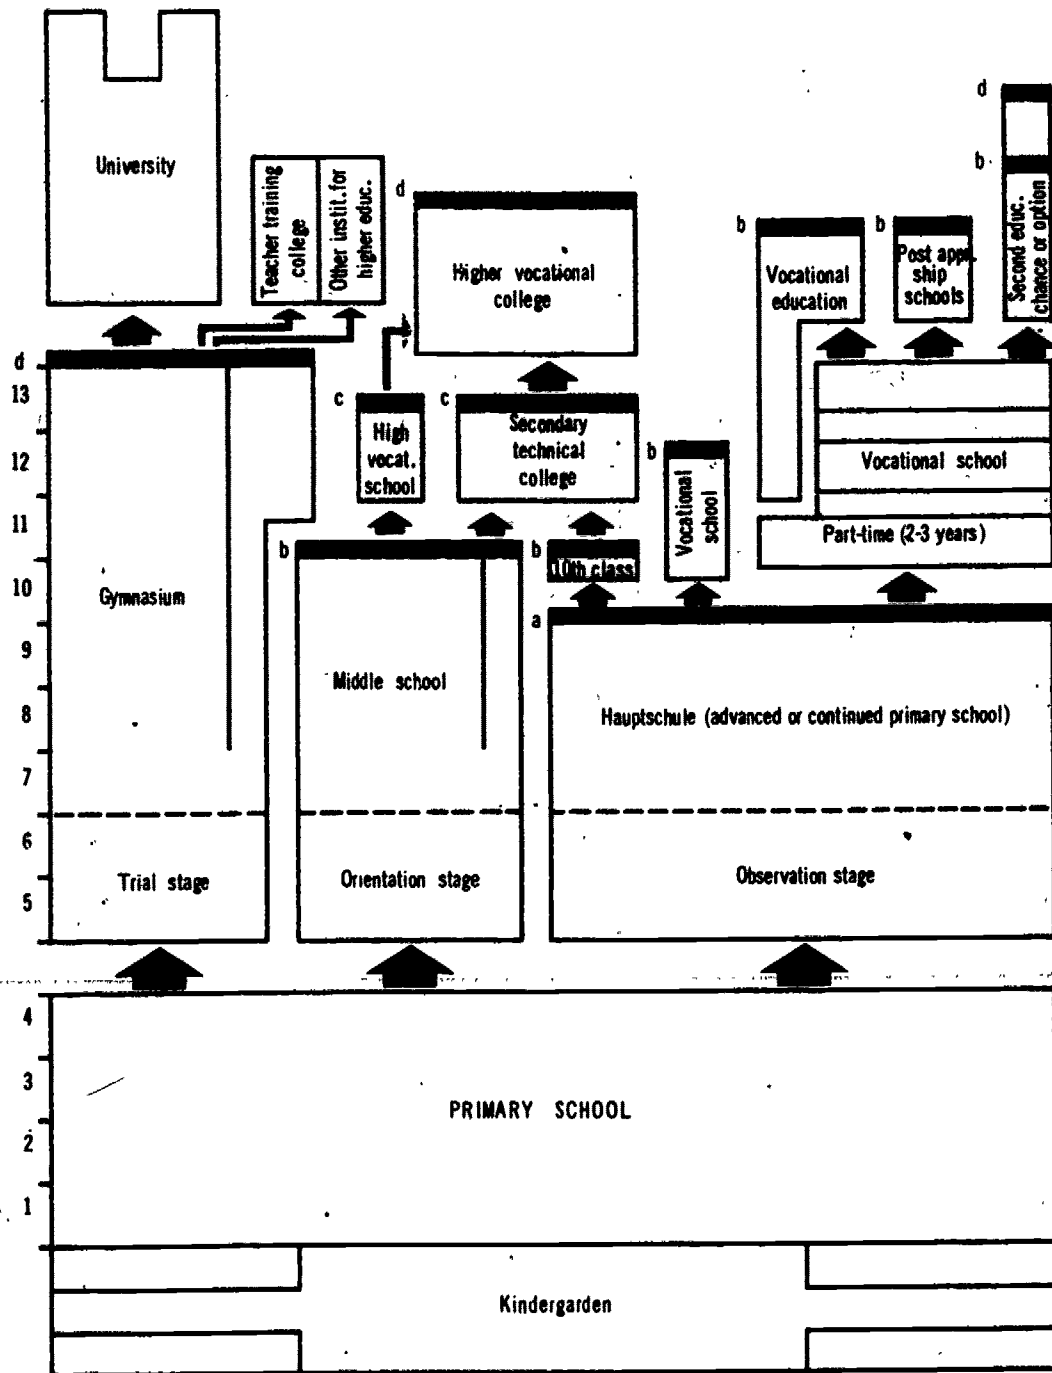 University
Teacher training
college
Other instit. for
higher educ.
d
Higher vocational
college
b
Vocational
education
b
Post appr.
ship
schools
d
b
Second educ.
chance or option
d
13
12
11
10
9
8
7
6
5
4
3
2
1
Gymnasium
c
High
vocat.
school
c
Secondary
technical
college
b
Vocational
school
Vocational school
Part-time (2-3 years)
b
b
10th class
a
Middle school
Hauptschule (advanced or continued primary school)
Trial stage
Orientation stage
Observation stage
PRIMARY SCHOOL
Kindergarden